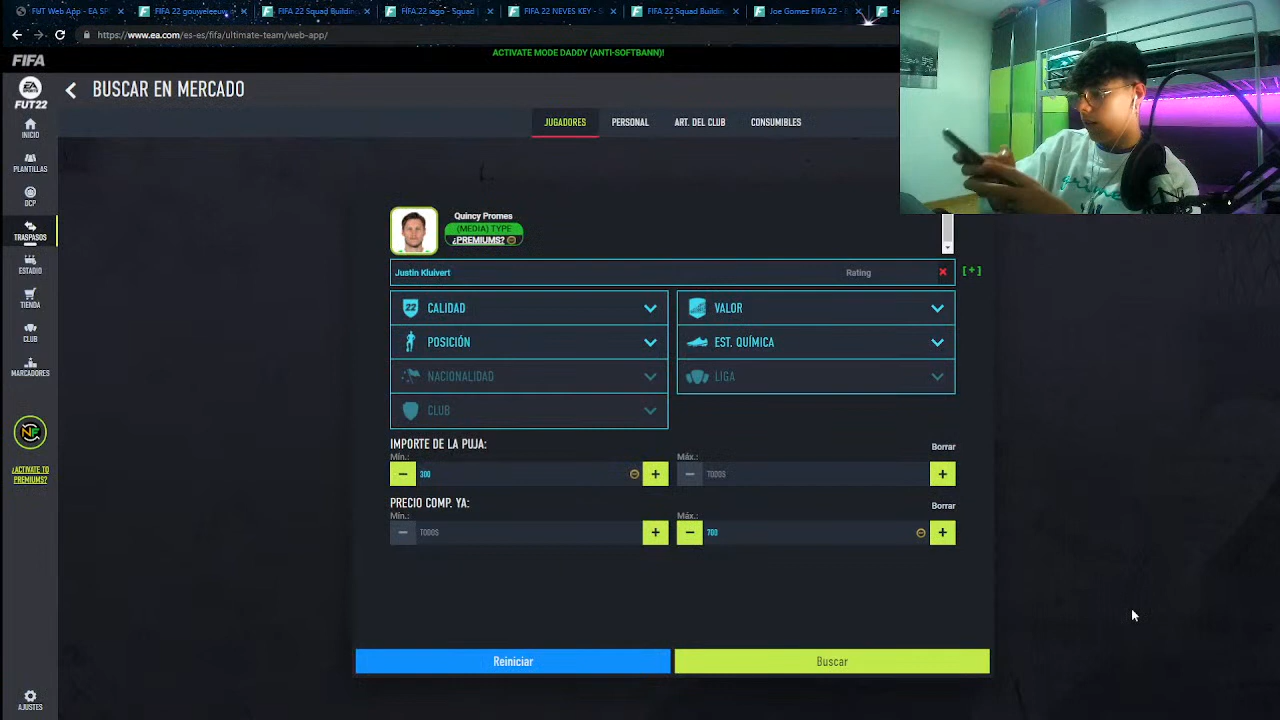 FUT Web App - EA SP
FIFA 22 gouweleeuw
FIFA 22 Squad Buildin
FIFA 22 iago - Squad
FIFA 22 NEVES KEY - S
FIFA 22 Squad Buildin
Joe Gomez FIFA 22 -
Je
https://www.ea.com/es-es/fifa/ultimate-team/web-app/
FIFA
ACTIVATE MODE DADDY (ANTI-SOFTBANN)!
EA
FUT22
BUSCAR EN MERCADO
JUGADORES
PERSONAL
ART. DEL CLUB
CONSUMIBLES
INICIO
PLANTILLAS
DCP
TRASPASOS
ESTADIO
TIENDA
CLUB
MARCADORES
¿ACTIVATE TO
PREMIUMS?
AJUSTES
Quincy Promes
(MEDIA) TYPE
¿PREMIUMS?
Justin Kluivert
Rating
×
[+]
22 CALIDAD
VALOR
POSICIÓN
EST. QUÍMICA
NACIONALIDAD
LIGA
CLUB
IMPORTE DE LA PUJA:
Borrar
Mín.:
Máx.:
− 300 +
− TODOS +
PRECIO COMP. YA:
Borrar
Mín.:
Máx.:
− TODOS +
− 700 +
Reiniciar
Buscar